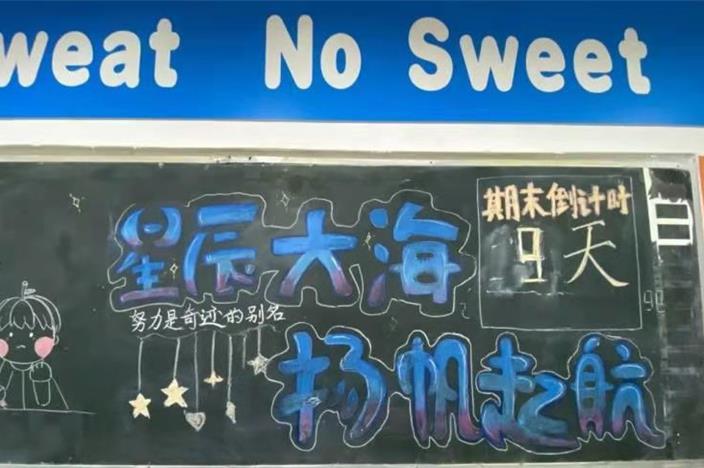 weat No Sweet
星辰大海
期末倒计时
9天
努力是奇迹的别名
扬帆起航